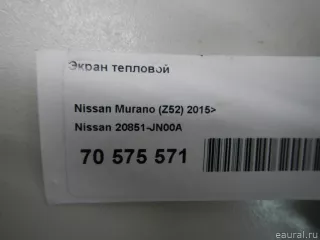 Экран тепловой
Nissan Murano (Z52) 2015>
Nissan 20851-JN00A
70 575 571
eaural.ru/m